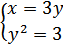 x = 3y
y² = 3